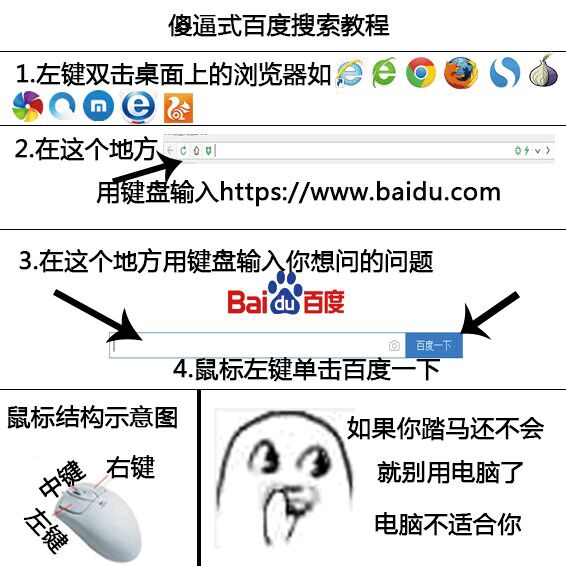 傻逼式百度搜索教程
1.左键双击桌面上的浏览器如
2.在这个地方
用键盘输入https://www.baidu.com
3.在这个地方用键盘输入你想问的问题
Bai du 百度
百度一下
4.鼠标左键单击百度一下
鼠标结构示意图
中键
右键
左键
如果你踏马还不会
就别用电脑了
电脑不适合你